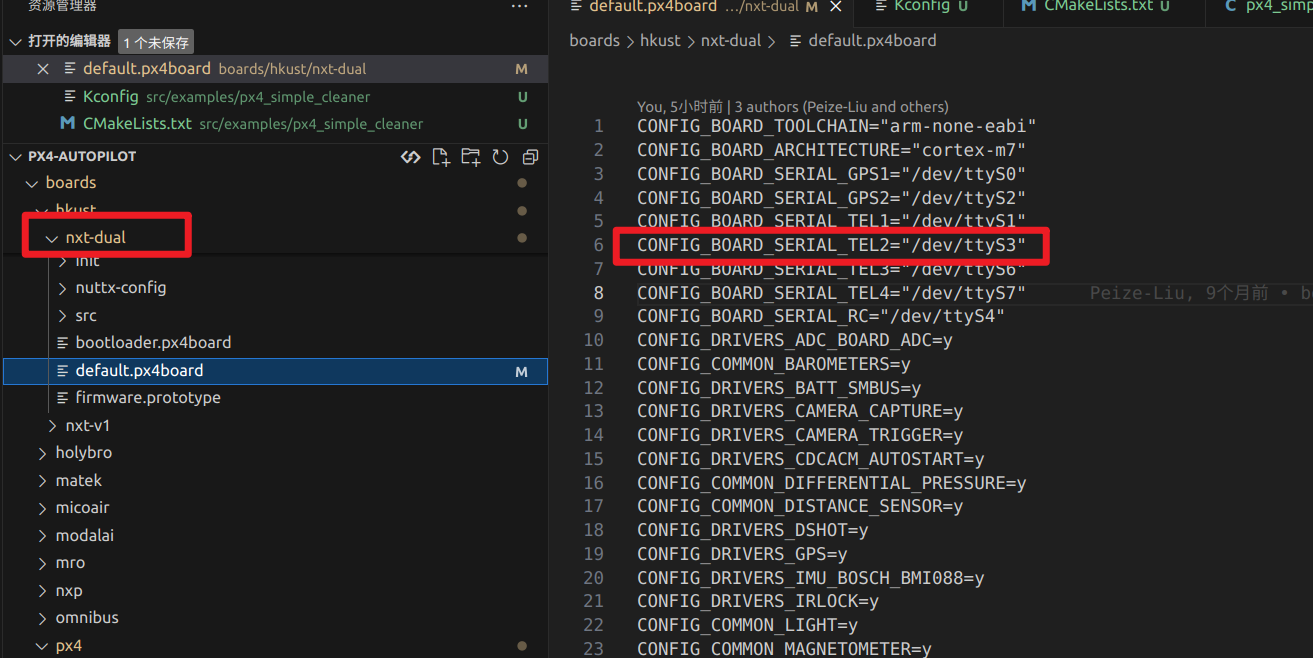 资源管理器
打开的编辑器 1 个未保存
default.px4board boards/hkust/nxt-dual M
Kconfig src/examples/px4_simple_cleaner U
CMakeLists.txt src/examples/px4_simple_cleaner U
PX4-AUTOPILOT
boards
hkust
nxt-dual
init
nuttx-config
src
bootloader.px4board
default.px4board M
firmware.prototype
nxt-v1
holybro
matek
micoair
modalai
mro
nxp
omnibus
px4
default.px4board .../nxt-dual M
Kconfig U
CMakeLists.txt U
boards > hkust > nxt-dual > default.px4board
You, 5小时前 | 3 authors (Peize-Liu and others)
1 CONFIG_BOARD_TOOLCHAIN="arm-none-eabi"
2 CONFIG_BOARD_ARCHITECTURE="cortex-m7"
3 CONFIG_BOARD_SERIAL_GPS1="/dev/ttyS0"
4 CONFIG_BOARD_SERIAL_GPS2="/dev/ttyS2"
5 CONFIG_BOARD_SERIAL_TEL1="/dev/ttyS1"
6 CONFIG_BOARD_SERIAL_TEL2="/dev/ttyS3"
7 CONFIG_BOARD_SERIAL_TEL3="/dev/ttyS6"
8 CONFIG_BOARD_SERIAL_TEL4="/dev/ttyS7" Peize-Liu, 9个月前 •
9 CONFIG_BOARD_SERIAL_RC="/dev/ttyS4"
10 CONFIG_DRIVERS_ADC_BOARD_ADC=y
11 CONFIG_COMMON_BAROMETERS=y
12 CONFIG_DRIVERS_BATT_SMBUS=y
13 CONFIG_DRIVERS_CAMERA_CAPTURE=y
14 CONFIG_DRIVERS_CAMERA_TRIGGER=y
15 CONFIG_DRIVERS_CDCACM_AUTOSTART=y
16 CONFIG_COMMON_DIFFERENTIAL_PRESSURE=y
17 CONFIG_COMMON_DISTANCE_SENSOR=y
18 CONFIG_DRIVERS_DSHOT=y
19 CONFIG_DRIVERS_GPS=y
20 CONFIG_DRIVERS_IMU_BOSCH_BMI088=y
21 CONFIG_DRIVERS_IRLOCK=y
22 CONFIG_COMMON_LIGHT=y
23 CONFIG_COMMON_MAGNETOMETER=y